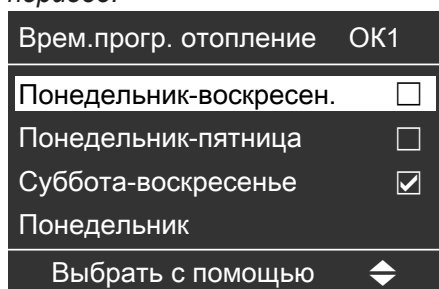 Врем.прогр. отопление ОК1
Понедельник-воскресен.
Понедельник-пятница
Суббота-воскресенье
Понедельник
Выбрать с помощью